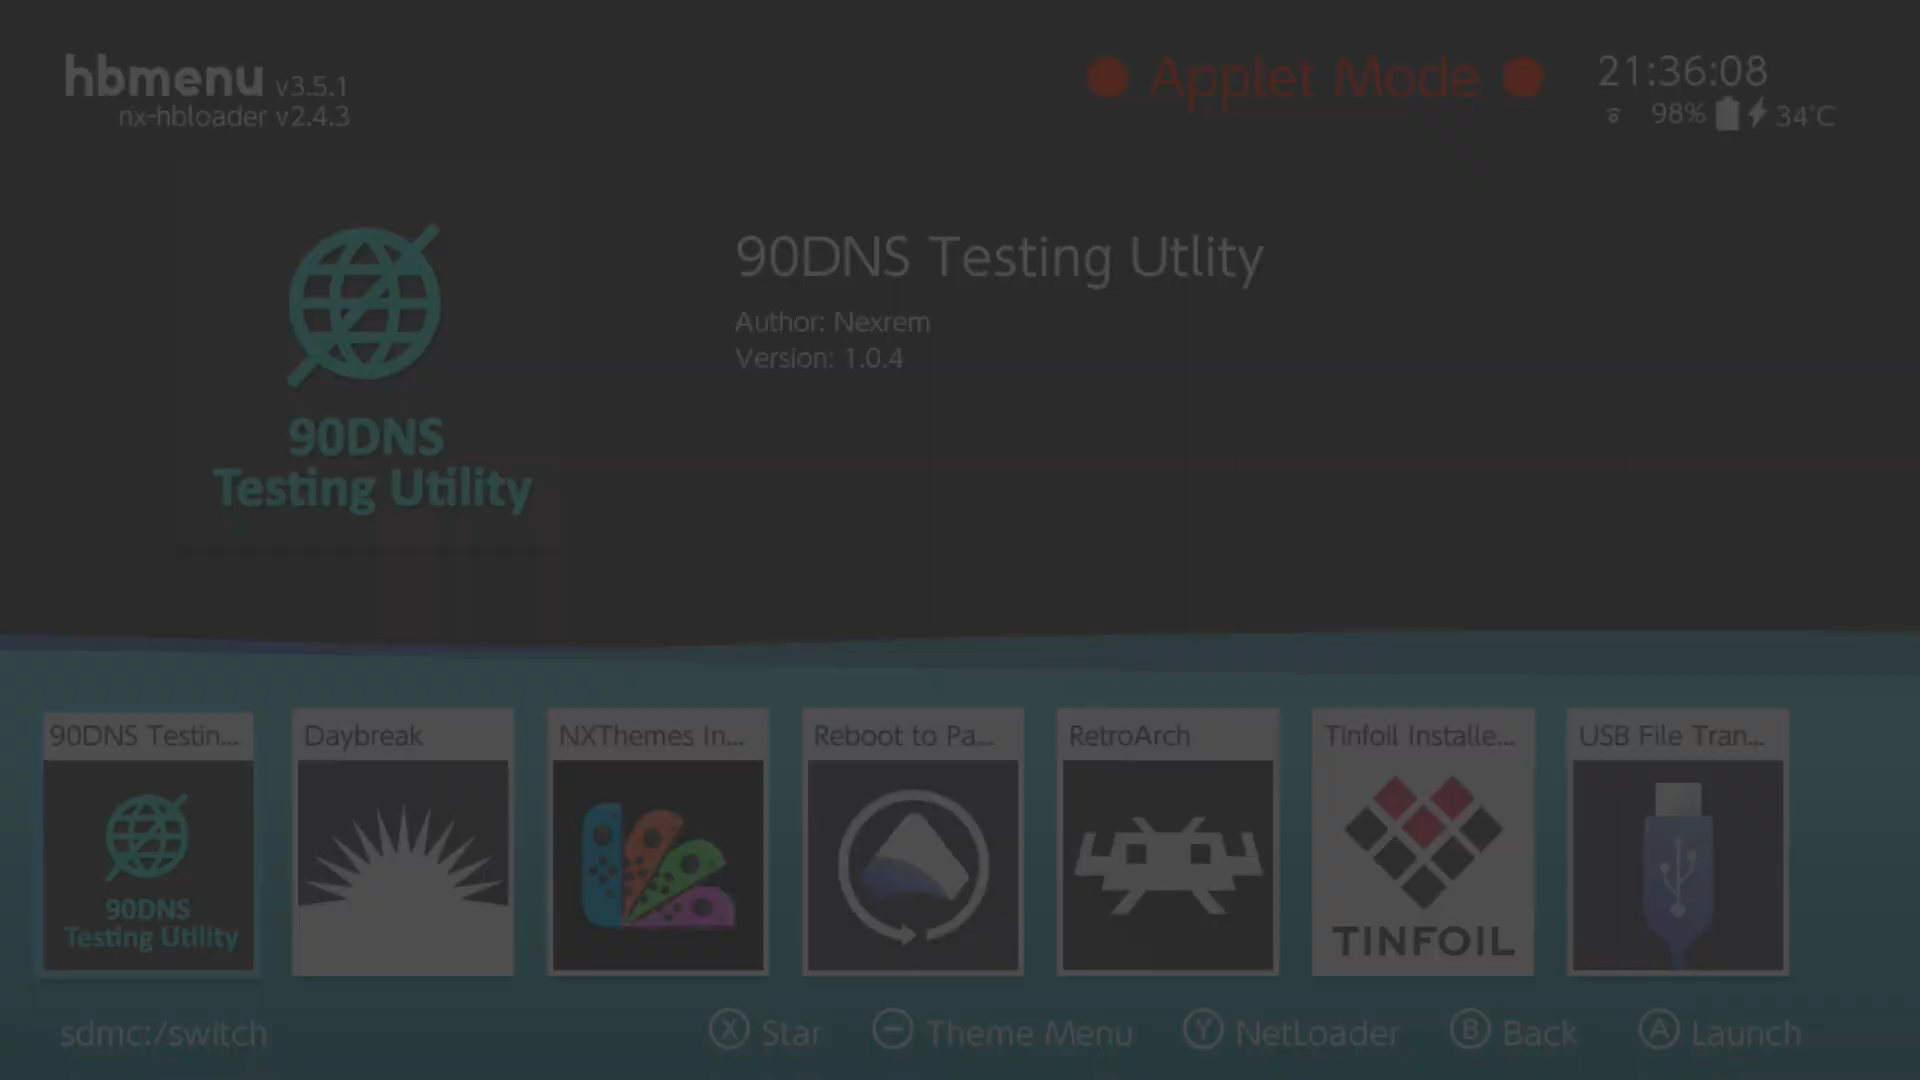 hbmenu v3.5.1
nx-hbloader v2.4.3
Applet Mode
21:36:08
98% 34°C
90DNS
Testing Utility
90DNS Testing Utlity
Author: Nexrem
Version: 1.0.4
90DNS Testin...
Daybreak
NXThemes In...
Reboot to Pa...
RetroArch
Tinfoil Installe...
USB File Tran...
90DNS
Testing Utility
TINFOIL
sdmc:/switch
X Star
Theme Menu
Y NetLoader
B Back
A Launch